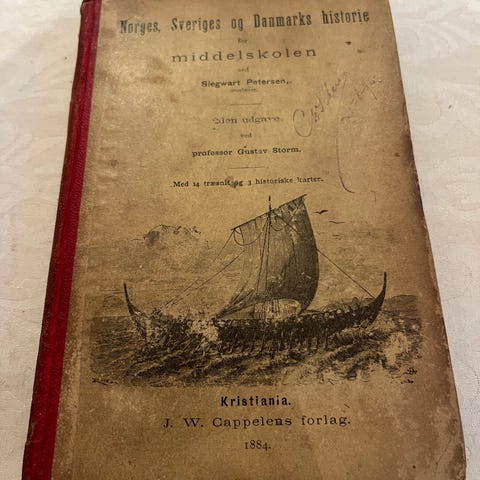 Norges, Sveriges og Danmarks historie
for
middelskolen
ved
Siegwart Petersen,
2den udgave
ved
professor Gustav Storm.
Med 14 træsnit og 3 historiske karter.
Kristiania.
J. W. Cappelens forlag.
1884.